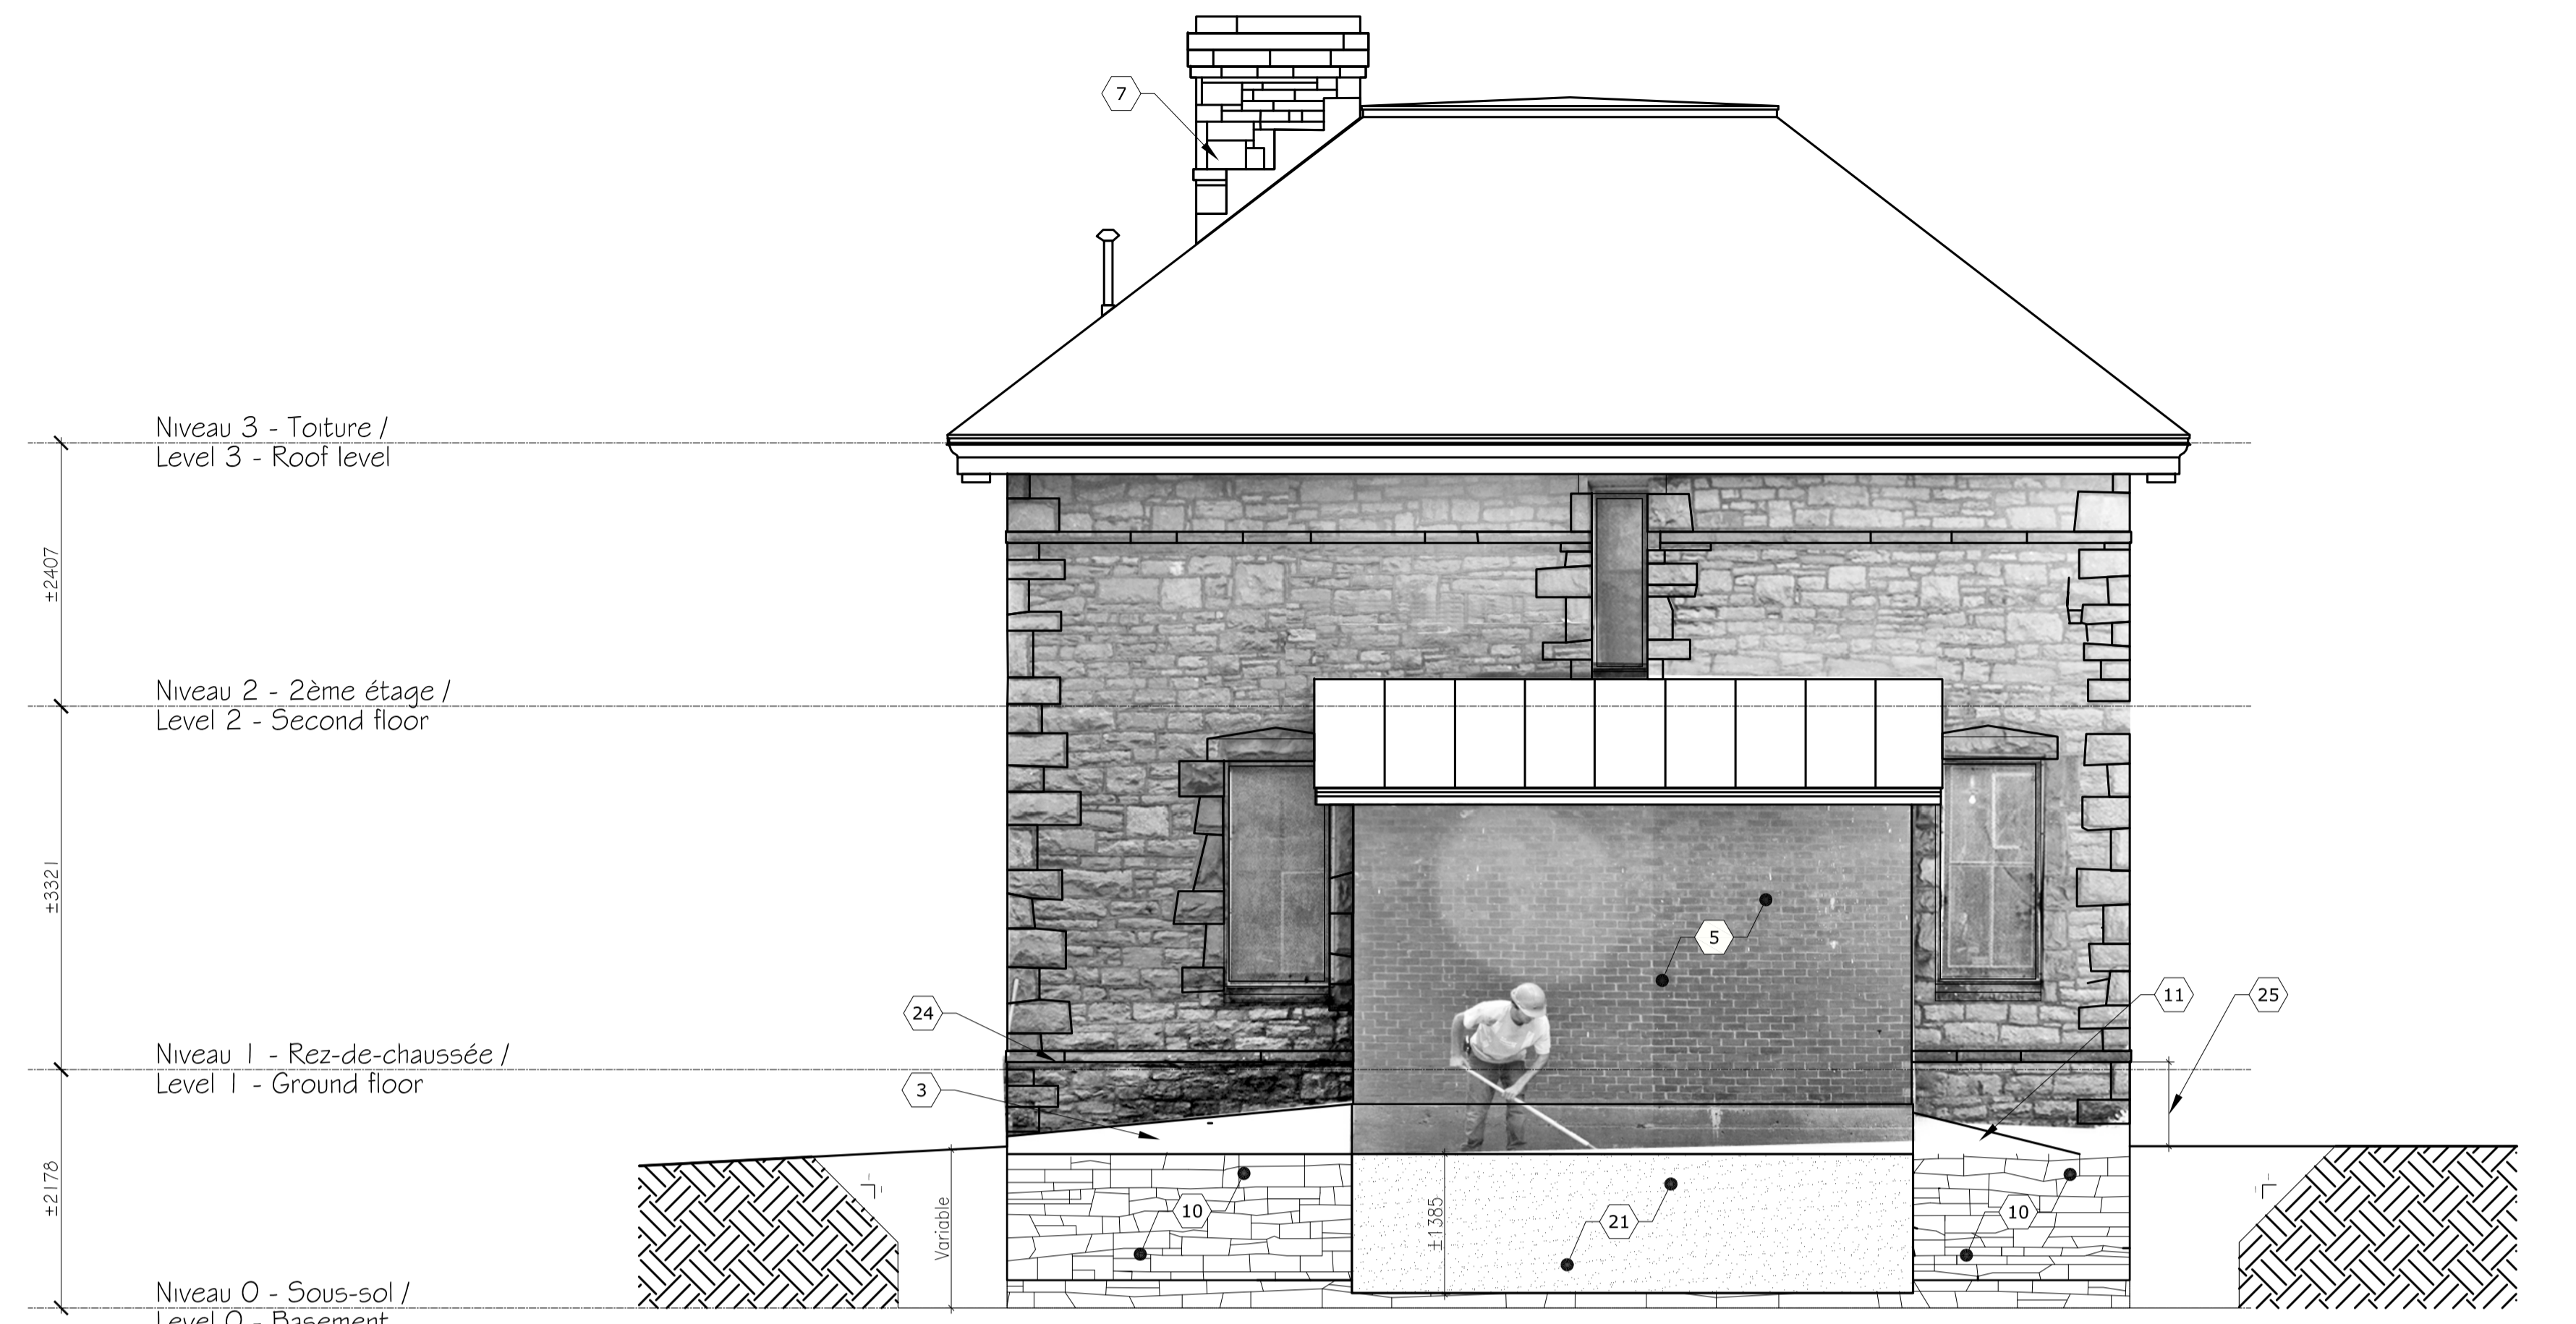 7
Niveau 3 - Toiture /
Level 3 - Roof level
±2407
Niveau 2 - 2ème étage /
Level 2 - Second floor
±3321
5
11
25
24
Niveau 1 - Rez-de-chaussée /
Level 1 - Ground floor
3
±2178
Variable
10
±1385
21
10
Niveau 0 - Sous-sol /
Level 0 - Basement